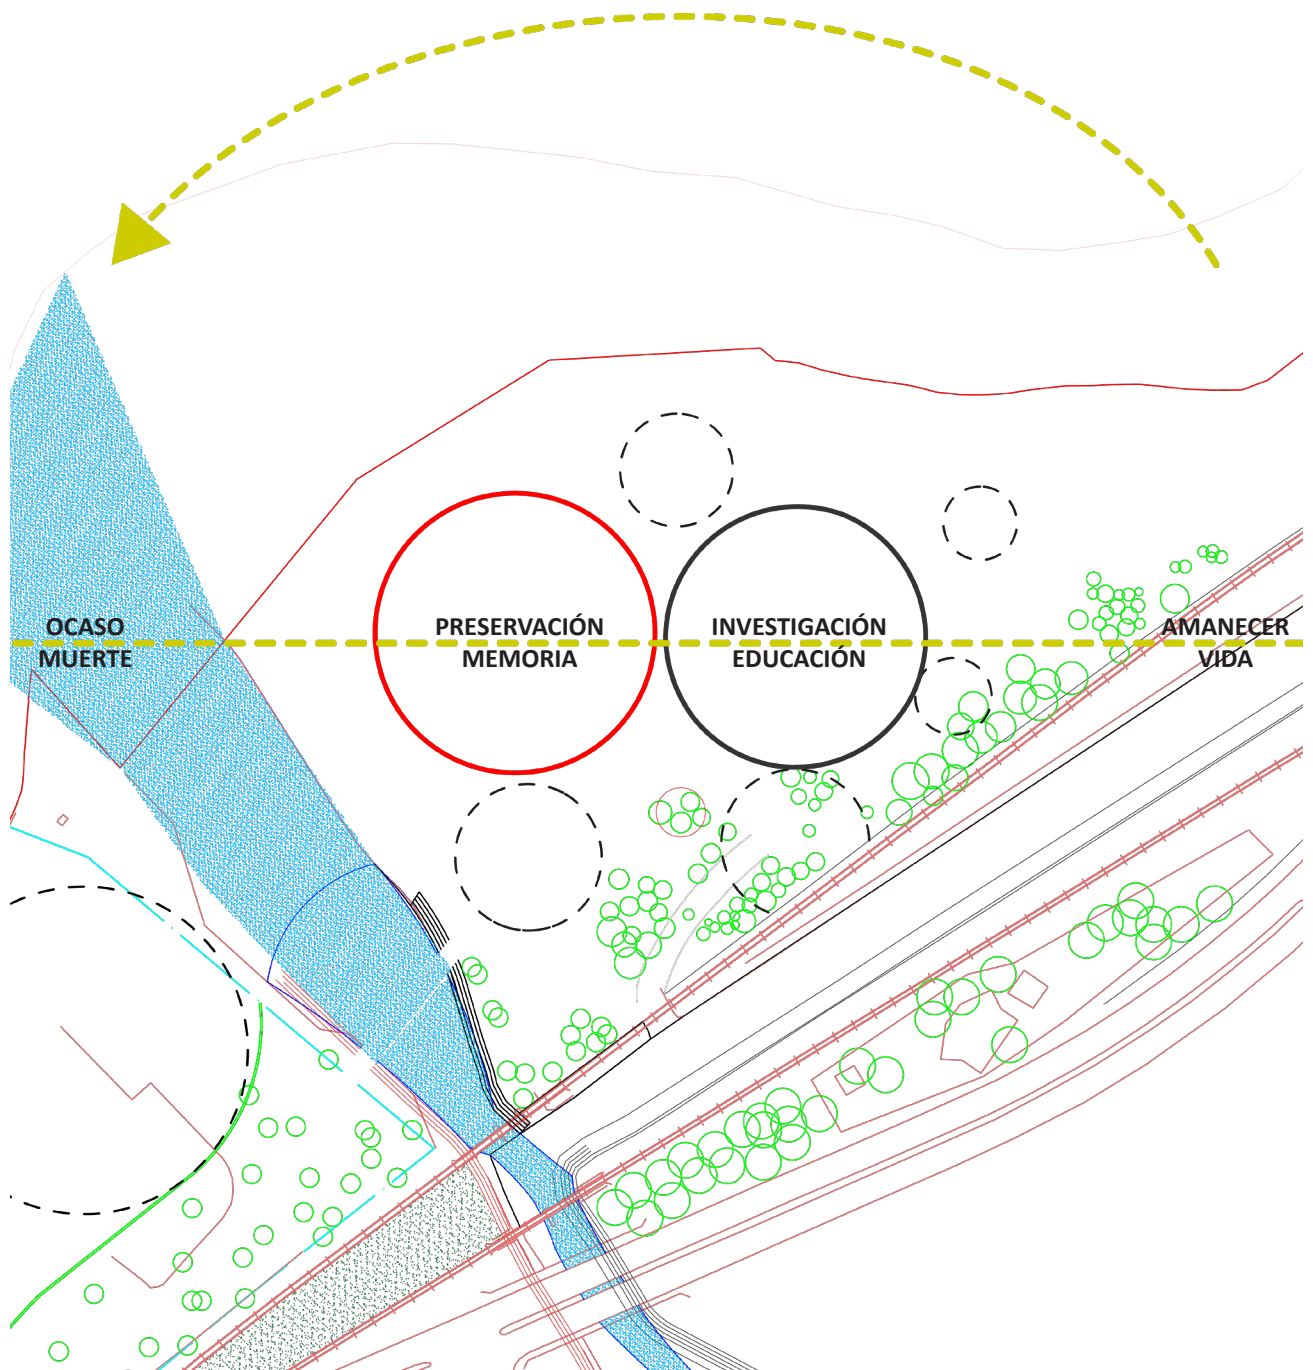 OCASO
MUERTE
PRESERVACIÓN
MEMORIA
INVESTIGACIÓN
EDUCACIÓN
AMANECER
VIDA